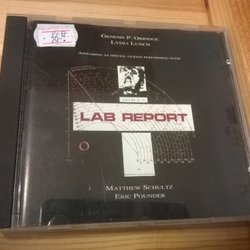 GENESIS P. ORRIDGE
LYDIA LUNCH
APPEARING AS SPECIAL GUESTS PERFORMING WITH
LAB REPORT
MATTHEW SCHULTZ
ERIC POUNDER